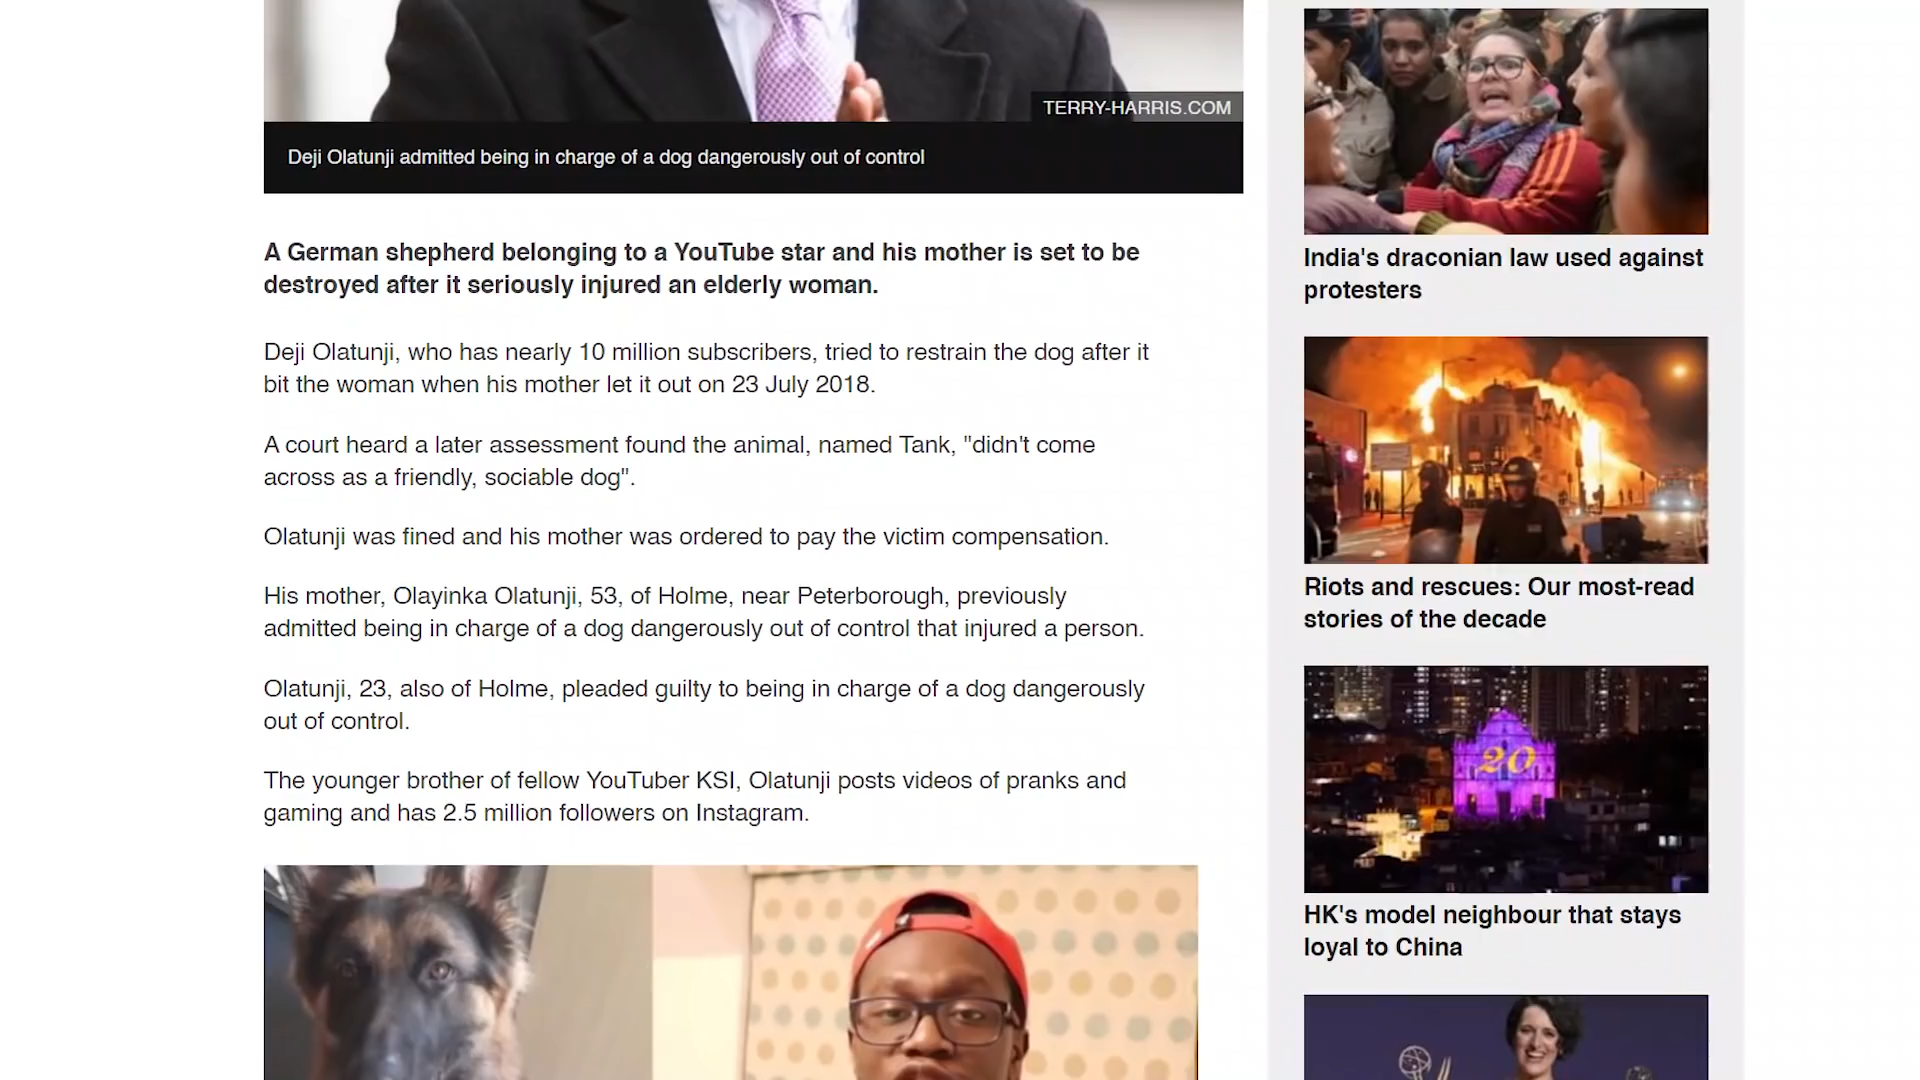 TERRY-HARRIS.COM
Deji Olatunji admitted being in charge of a dog dangerously out of control
A German shepherd belonging to a YouTube star and his mother is set to be
destroyed after it seriously injured an elderly woman.
Deji Olatunji, who has nearly 10 million subscribers, tried to restrain the dog after it
bit the woman when his mother let it out on 23 July 2018.
A court heard a later assessment found the animal, named Tank, "didn't come
across as a friendly, sociable dog".
Olatunji was fined and his mother was ordered to pay the victim compensation.
His mother, Olayinka Olatunji, 53, of Holme, near Peterborough, previously
admitted being in charge of a dog dangerously out of control that injured a person.
Olatunji, 23, also of Holme, pleaded guilty to being in charge of a dog dangerously
out of control.
The younger brother of fellow YouTuber KSI, Olatunji posts videos of pranks and
gaming and has 2.5 million followers on Instagram.
India's draconian law used against
protesters
Riots and rescues: Our most-read
stories of the decade
20
HK's model neighbour that stays
loyal to China